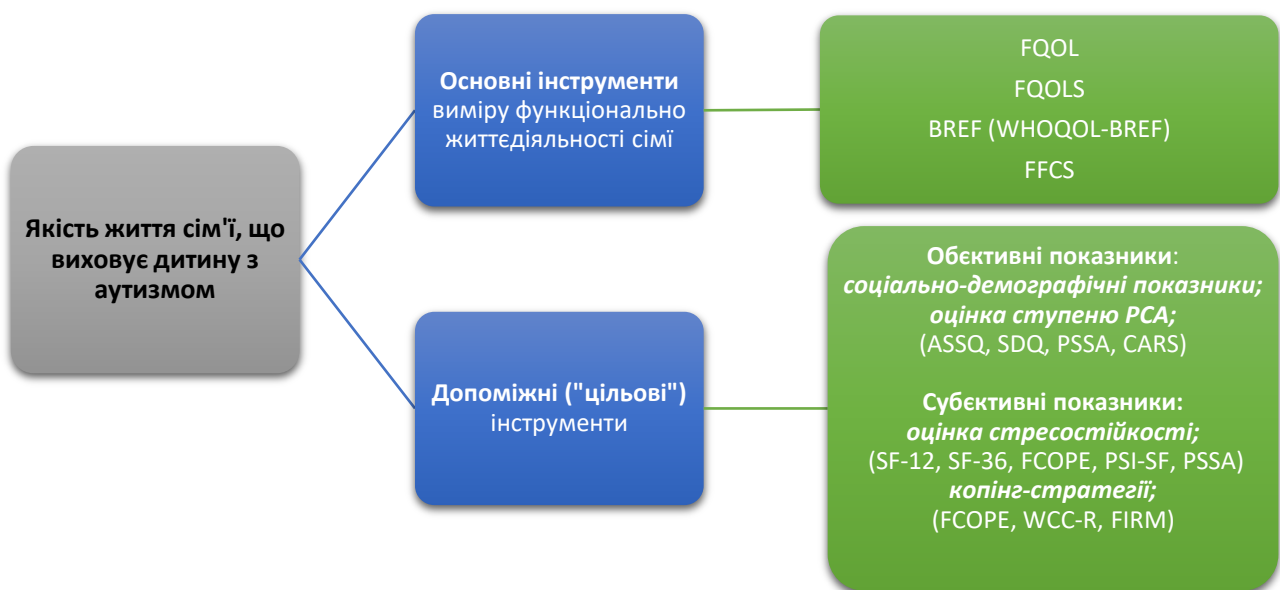 Якість життя сім'ї, що
виховує дитину з
аутизмом
Основні інструменти
виміру функціонально
життєдіяльності сімї
FQOL
FQOLS
BREF (WHOQOL-BREF)
FFCS
Допоміжні ("цільові")
інструменти
Обєктивні показники:
соціально-демографічні показники;
оцінка ступеню РСА;
(ASSQ, SDQ, PSSA, CARS)
Субєктивні показники:
оцінка стресостійкості;
(SF-12, SF-36, FCOPE, PSI-SF, PSSA)
копінг-стратегії;
(FCOPE, WCC-R, FIRM)